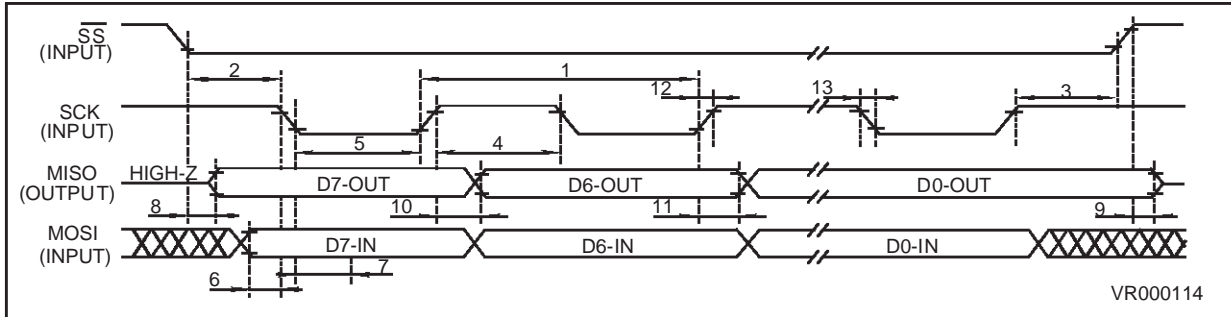 SS
(INPUT)
2
1
12
13
3
SCK
(INPUT)
5
4
MISO
(OUTPUT)
HIGH-Z
D7-OUT
D6-OUT
D0-OUT
8
10
11
9
MOSI
(INPUT)
D7-IN
D6-IN
D0-IN
6
7
VR000114